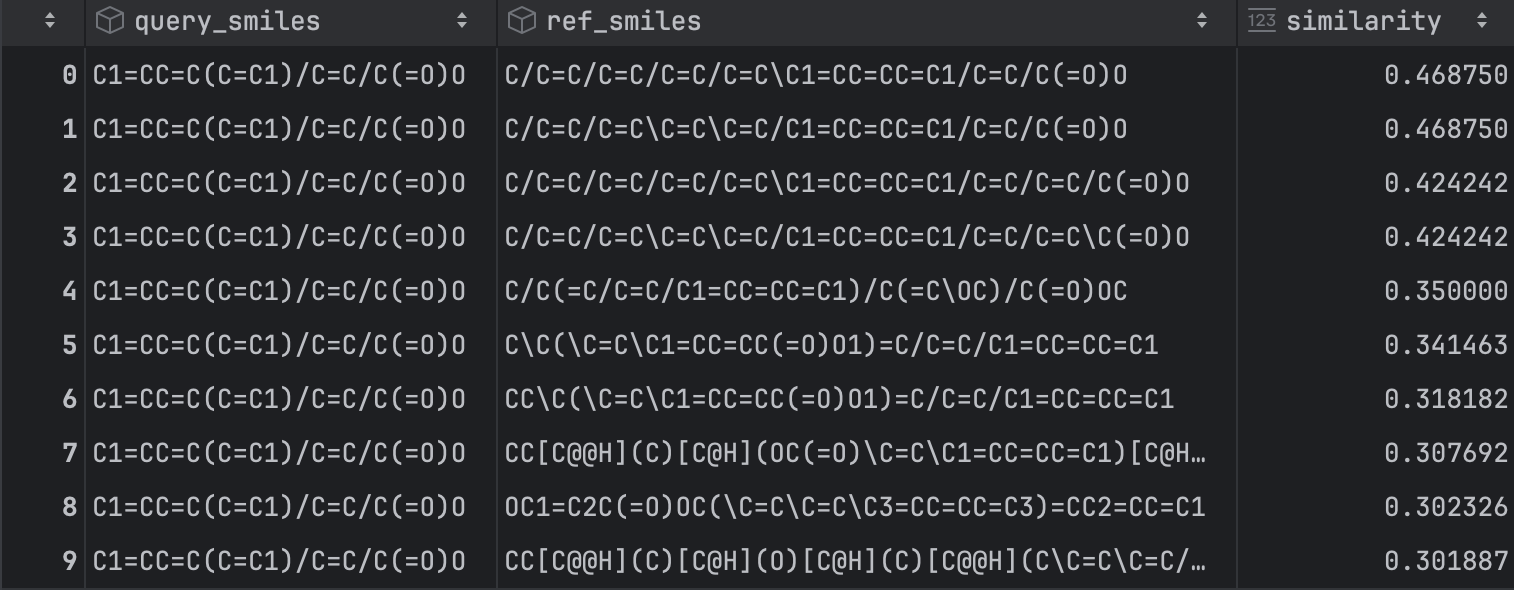 query_smiles ref_smiles 123 similarity
0 C1=CC=C(C=C1)/C=C/C(=O)O C/C=C/C=C/C=C/C=C\C1=CC=CC=C1/C=C/C(=O)O 0.468750
1 C1=CC=C(C=C1)/C=C/C(=O)O C/C=C/C=C\C=C\C=C/C1=CC=CC=C1/C=C/C(=O)O 0.468750
2 C1=CC=C(C=C1)/C=C/C(=O)O C/C=C/C=C/C=C/C=C\C1=CC=CC=C1/C=C/C=C/C(=O)O 0.424242
3 C1=CC=C(C=C1)/C=C/C(=O)O C/C=C/C=C\C=C\C=C/C1=CC=CC=C1/C=C/C=C\C(=O)O 0.424242
4 C1=CC=C(C=C1)/C=C/C(=O)O C/C(=C/C=C/C1=CC=CC=C1)/C(=C\OC)/C(=O)OC 0.350000
5 C1=CC=C(C=C1)/C=C/C(=O)O C\C(\C=C\C1=CC=CC(=O)O1)=C/C=C/C1=CC=CC=C1 0.341463
6 C1=CC=C(C=C1)/C=C/C(=O)O CC\C(\C=C\C1=CC=CC(=O)O1)=C/C=C/C1=CC=CC=C1 0.318182
7 C1=CC=C(C=C1)/C=C/C(=O)O CC[C@@H](C)[C@H](OC(=O)\C=C\C1=CC=CC=C1)[C@H… 0.307692
8 C1=CC=C(C=C1)/C=C/C(=O)O OC1=C2C(=O)OC(\C=C\C=C\C3=CC=CC=C3)=CC2=CC=C1 0.302326
9 C1=CC=C(C=C1)/C=C/C(=O)O CC[C@@H](C)[C@H](O)[C@H](C)[C@@H](C\C=C\C=C/… 0.301887